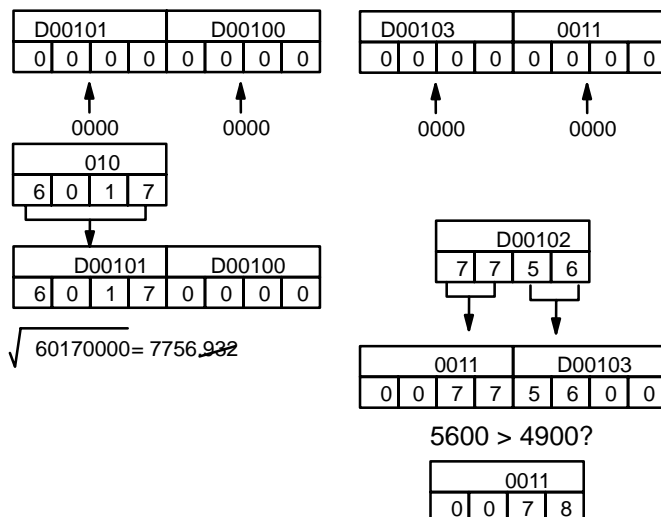 D00101 D00100
0 0 0 0 0 0 0 0
0000 0000
D00103 0011
0 0 0 0 0 0 0 0
0000 0000
010
6 0 1 7
D00101 D00100
6 0 1 7 0 0 0 0
√60170000= 7756.932
D00102
7 7 5 6
0011 D00103
0 0 7 7 5 6 0 0
5600 > 4900?
0011
0 0 7 8